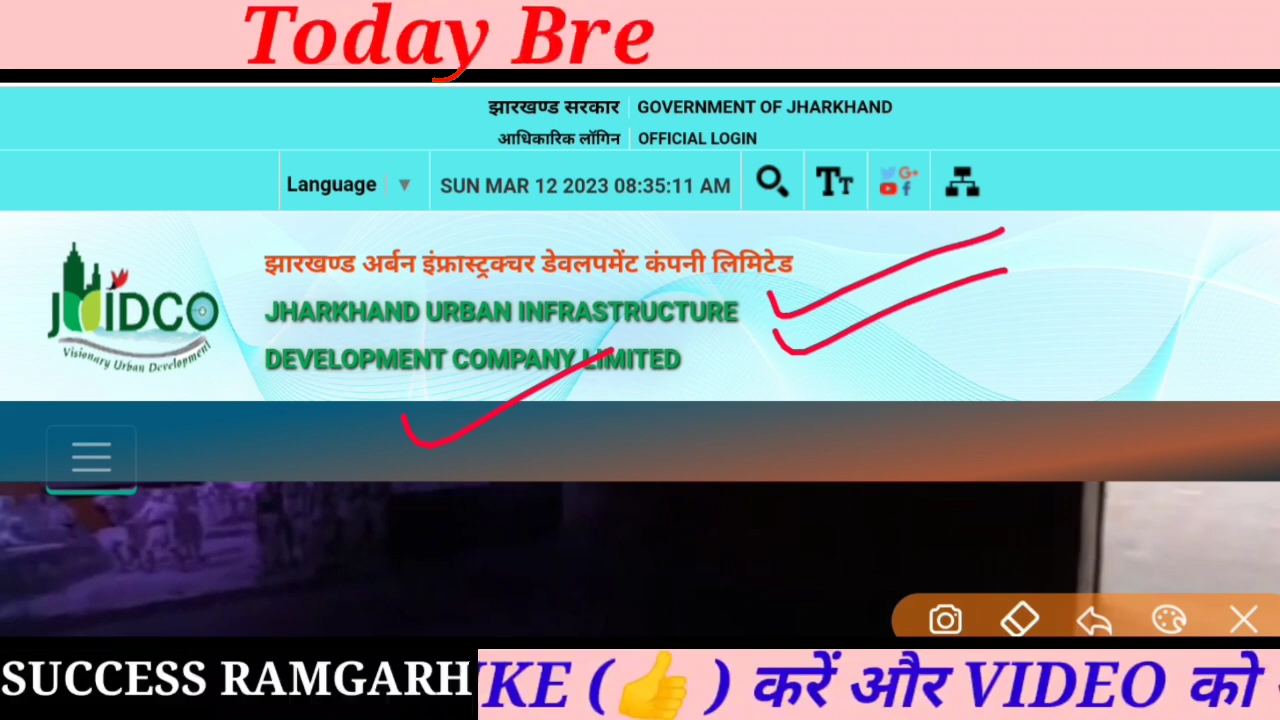 Today Bre
झारखण्ड सरकार GOVERNMENT OF JHARKHAND
आधिकारिक लॉगिन OFFICIAL LOGIN
Language ▼ SUN MAR 12 2023 08:35:11 AM
झारखण्ड अर्बन इंफ्रास्ट्रक्चर डेवलपमेंट कंपनी लिमिटेड
JUIDCO
JHARKHAND URBAN INFRASTRUCTURE
Visionary Urban Development
DEVELOPMENT COMPANY LIMITED
SUCCESS RAMGARH IKE (👍) करें और VIDEO को